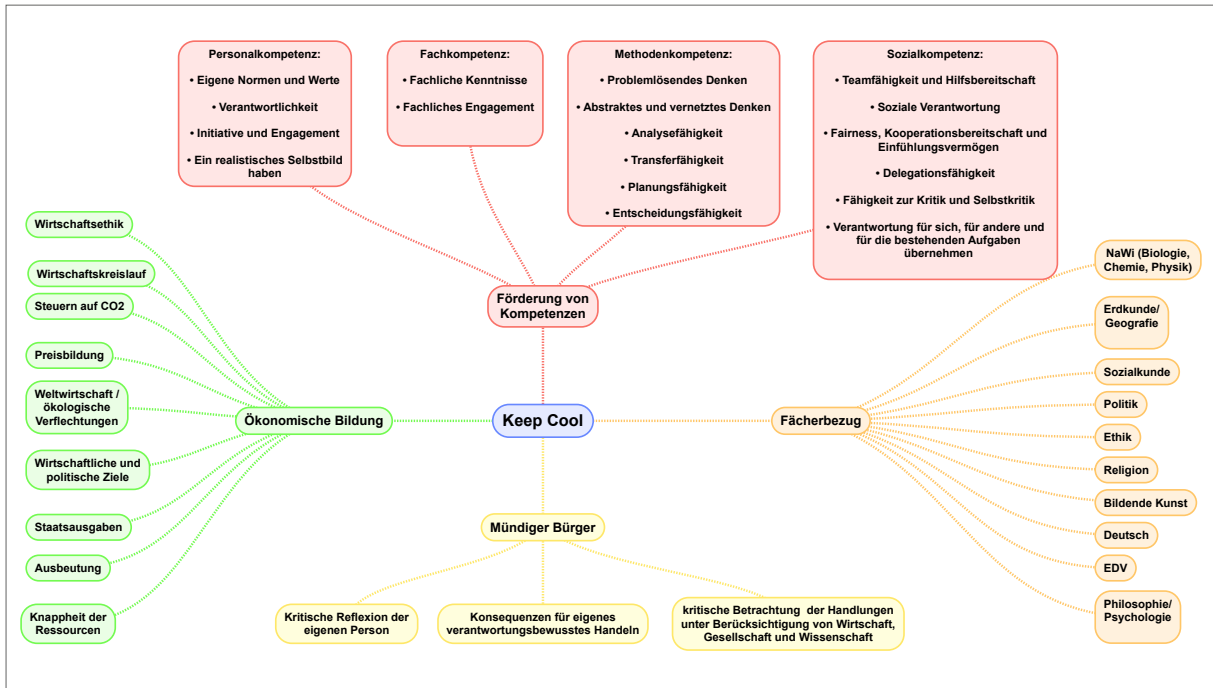 Personalkompetenz:
• Eigene Normen und Werte
• Verantwortlichkeit
• Initiative und Engagement
• Ein realistisches Selbstbild
haben
Fachkompetenz:
• Fachliche Kenntnisse
• Fachliches Engagement
Methodenkompetenz:
• Problemlösendes Denken
• Abstraktes und vernetztes Denken
• Analysefähigkeit
• Transferfähigkeit
• Planungsfähigkeit
• Entscheidungsfähigkeit
Sozialkompetenz:
• Teamfähigkeit und Hilfsbereitschaft
• Soziale Verantwortung
• Fairness, Kooperationsbereitschaft und
Einfühlungsvermögen
• Delegationsfähigkeit
• Fähigkeit zur Kritik und Selbstkritik
• Verantwortung für sich, für andere und
für die bestehenden Aufgaben
übernehmen
Förderung von
Kompetenzen
Wirtschaftsethik
Wirtschaftskreislauf
Steuern auf CO2
Preisbildung
Weltwirtschaft /
ökologische
Verflechtungen
Wirtschaftliche und
politische Ziele
Staatsausgaben
Ausbeutung
Knappheit der
Ressourcen
Ökonomische Bildung
Keep Cool
Fächerbezug
NaWi (Biologie,
Chemie, Physik)
Erdkunde/
Geografie
Sozialkunde
Politik
Ethik
Religion
Bildende Kunst
Deutsch
EDV
Philosophie/
Psychologie
Mündiger Bürger
Kritische Reflexion der
eigenen Person
Konsequenzen für eigenes
verantwortungsbewusstes Handeln
kritische Betrachtung der Handlungen
unter Berücksichtigung von Wirtschaft,
Gesellschaft und Wissenschaft